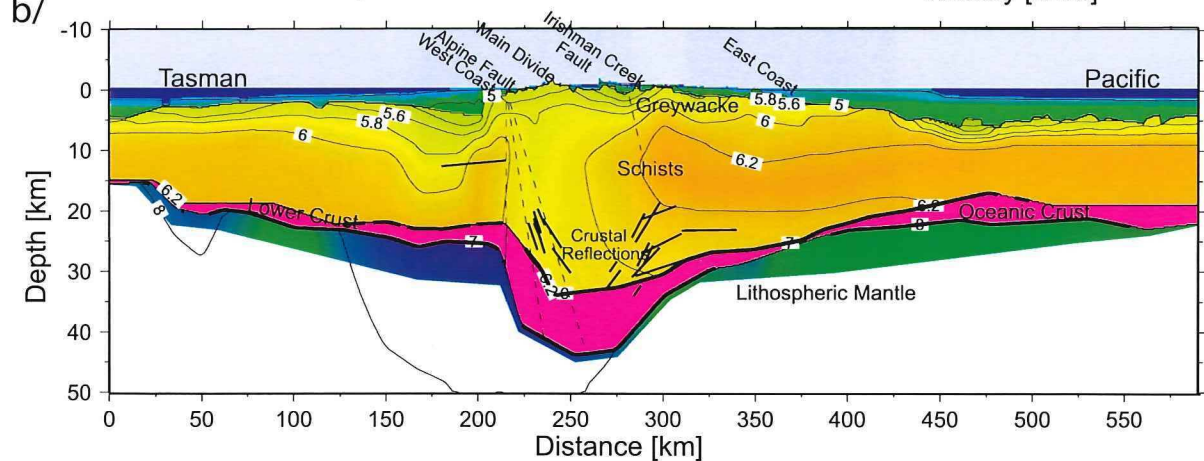 b/
-10
0
10
20
30
40
50
Depth [km]
Tasman
West Coast
Alpine Fault
Main Divide
Irishman Creek
Fault
East Coast
Pacific
5
5.6
5.8
6
Greywacke
5.8
5.6
5
6
6.2
Schists
6.2
8
Lower Crust
7
Crustal
Reflections
7
6.2
8
Oceanic Crust
Lithospheric Mantle
0
50
100
150
200
250
300
350
400
450
500
550
Distance [km]